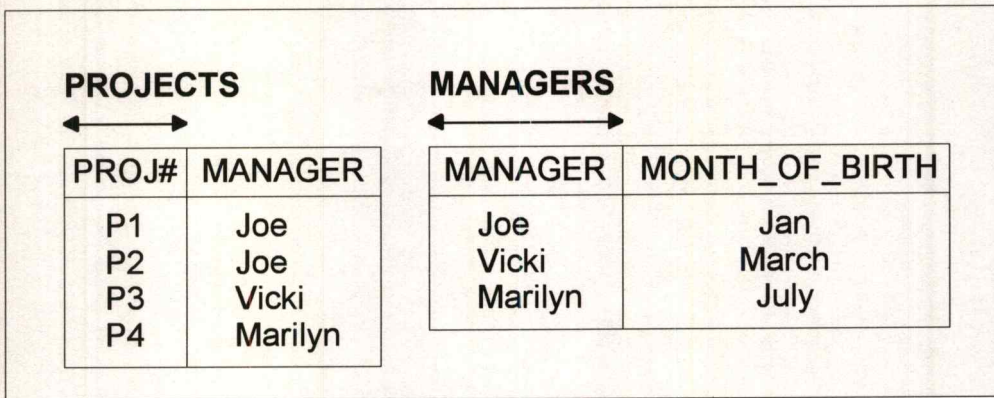 PROJECTS
PROJ# MANAGER
P1 Joe
P2 Joe
P3 Vicki
P4 Marilyn
MANAGERS
MANAGER MONTH_OF_BIRTH
Joe Jan
Vicki March
Marilyn July